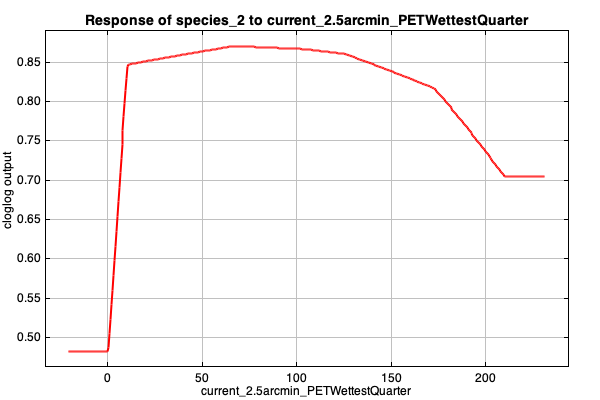 Response of species_2 to current_2.5arcmin_PETWettestQuarter
cloglog output
0.85
0.80
0.75
0.70
0.65
0.60
0.55
0.50
0 50 100 150 200
current_2.5arcmin_PETWettestQuarter